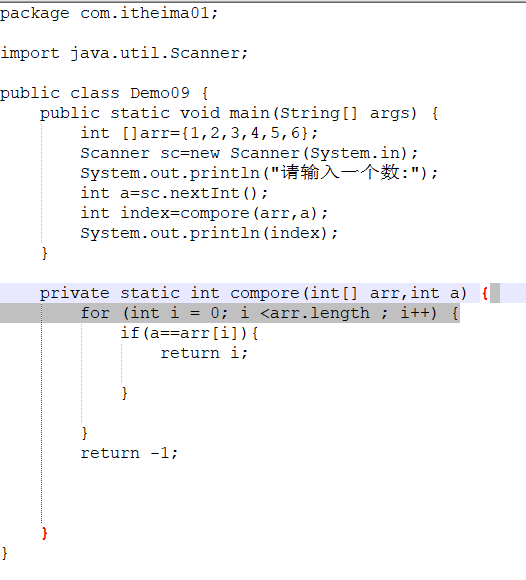 package com.itheima01;
import java.util.Scanner;
public class Demo09 {
public static void main(String[] args) {
int []arr={1,2,3,4,5,6};
Scanner sc=new Scanner(System.in);
System.out.println("请输入一个数:");
int a=sc.nextInt();
int index=compore(arr,a);
System.out.println(index);
}
private static int compore(int[] arr,int a) {
for (int i = 0; i <arr.length ; i++) {
if(a==arr[i]){
return i;
}
}
return -1;
}
}